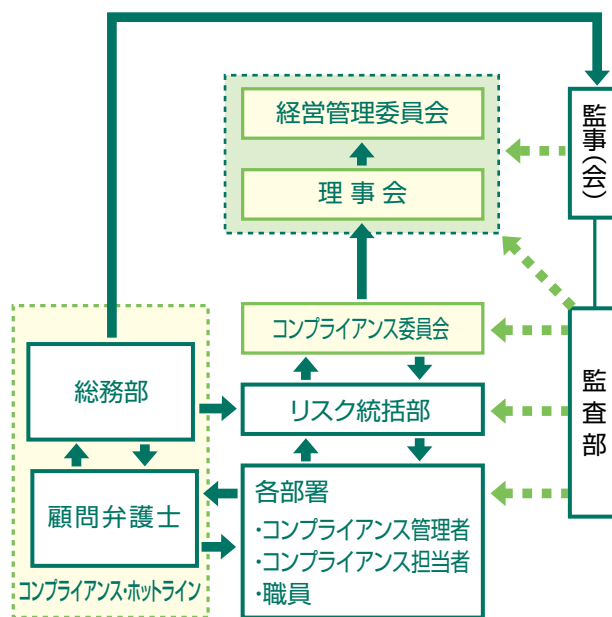 経営管理委員会
理事会
監事(会)
コンプライアンス委員会
総務部
リスク統括部
監査部
顧問弁護士
各部署
・コンプライアンス管理者
・コンプライアンス担当者
・職員
コンプライアンス・ホットライン